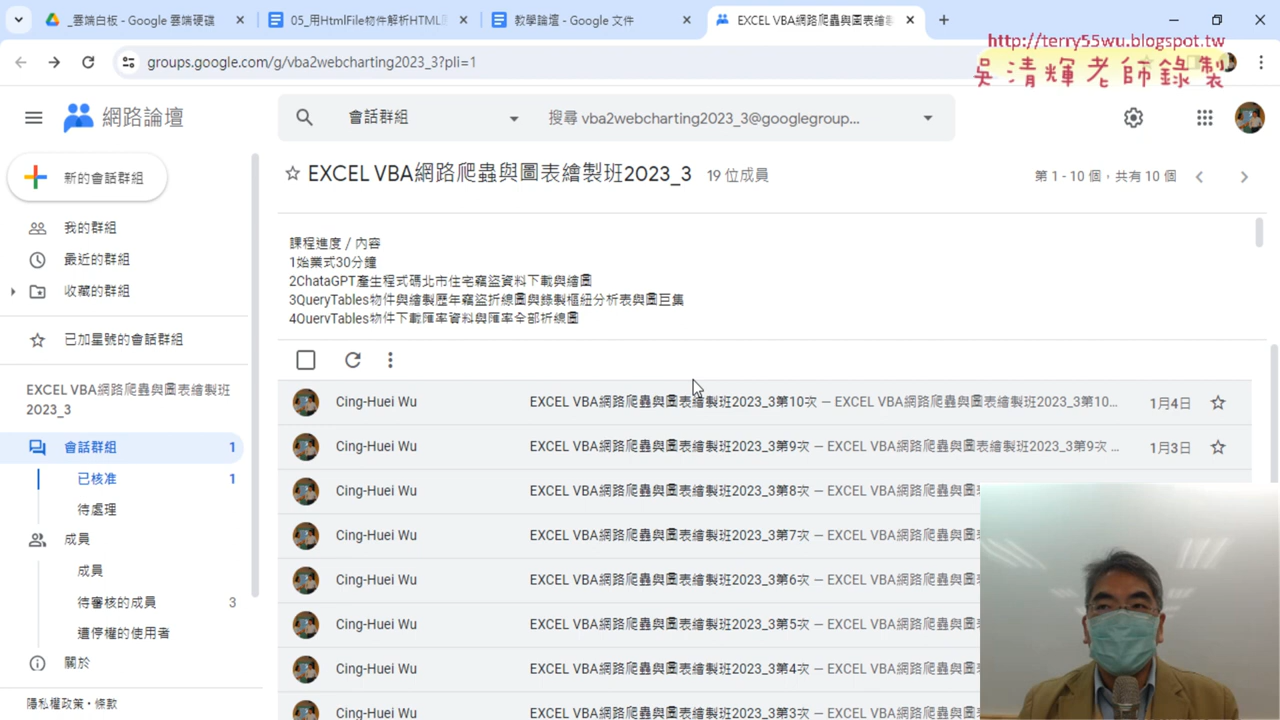 _雲端白板 - Google 雲端硬碟
05_用HtmlFile物件解析HTML
教學論壇 - Google 文件
EXCEL VBA網路爬蟲與圖表繪
groups.google.com/g/vba2webcharting2023_3?pli=1
http://terry55wu.blogspot.tw
吳清輝老師錄製
網路論壇
會話群組
搜尋 vba2webcharting2023_3@googlegroup...
新的會話群組
EXCEL VBA網路爬蟲與圖表繪製班2023_3
19 位成員
第 1 - 10 個，共有 10 個
我的群組
最近的群組
收藏的群組
已加星號的會話群組
EXCEL VBA網路爬蟲與圖表繪製班
2023_3
會話群組 1
已核准 1
待處理
成員
成員
待審核的成員 3
遭停權的使用者
關於
隱私權政策 • 條款
課程進度 / 內容
1始業式30分鐘
2ChataGPT產生程式碼北市住宅竊盜資料下載與繪圖
3QueryTables物件與繪製歷年竊盜折線圖與錄製樞紐分析表與圖巨集
4QueryTables物件下載匯率資料與匯率全部折線圖
Cing-Huei Wu EXCEL VBA網路爬蟲與圖表繪製班2023_3第10次 — EXCEL VBA網路爬蟲與圖表繪製班2023_3第10... 1月4日
Cing-Huei Wu EXCEL VBA網路爬蟲與圖表繪製班2023_3第9次 — EXCEL VBA網路爬蟲與圖表繪製班2023_3第9次 ... 1月3日
Cing-Huei Wu EXCEL VBA網路爬蟲與圖表繪製班2023_3第8次 — EXCEL VBA網路爬蟲與圖
Cing-Huei Wu EXCEL VBA網路爬蟲與圖表繪製班2023_3第7次 — EXCEL VBA網路爬蟲與圖
Cing-Huei Wu EXCEL VBA網路爬蟲與圖表繪製班2023_3第6次 — EXCEL VBA網路爬蟲與圖
Cing-Huei Wu EXCEL VBA網路爬蟲與圖表繪製班2023_3第5次 — EXCEL VBA網路爬蟲與圖
Cing-Huei Wu EXCEL VBA網路爬蟲與圖表繪製班2023_3第4次 — EXCEL VBA網路爬蟲與圖
Cing-Huei Wu EXCEL VBA網路爬蟲與圖表繪製班2023_3第3次 — EXCEL VBA網路爬蟲與圖